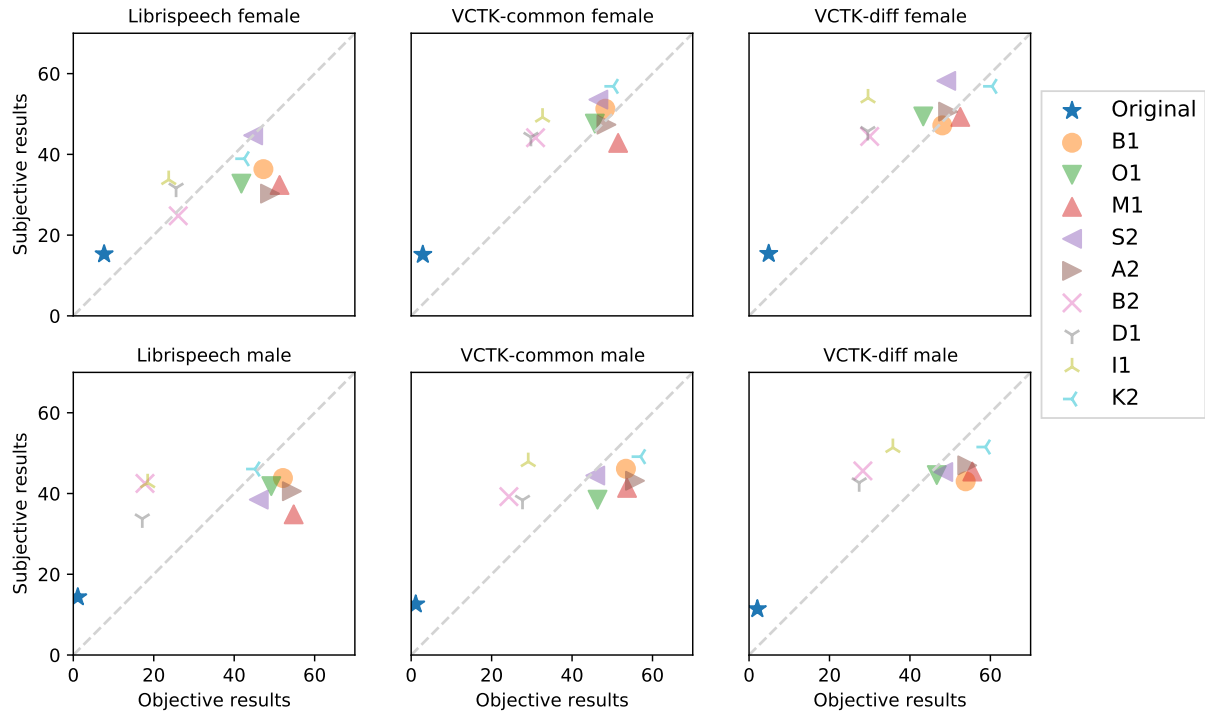 Librispeech female
VCTK-common female
VCTK-diff female
Subjective results
60
40
20
0
Original
B1
O1
M1
S2
A2
B2
D1
I1
K2
Librispeech male
VCTK-common male
VCTK-diff male
Subjective results
60
40
20
0
0 20 40 60
0 20 40 60
0 20 40 60
Objective results
Objective results
Objective results